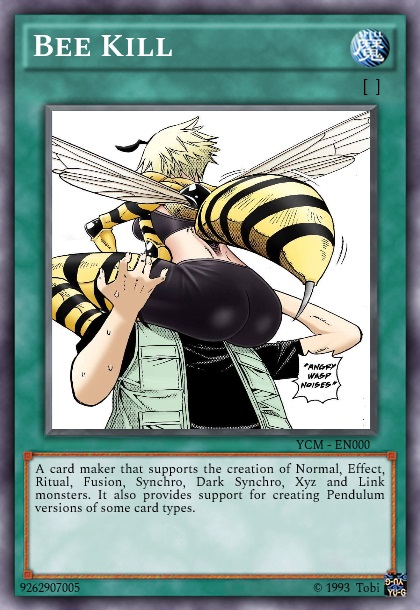 BEE KILL
魔
[ ]
"ANGRY
WASP
NOISES"
YCM - EN000
A card maker that supports the creation of Normal, Effect,
Ritual, Fusion, Synchro, Dark Synchro, Xyz and Link
monsters. It also provides support for creating Pendulum
versions of some card types.
9262907005
© 1993 Tobi